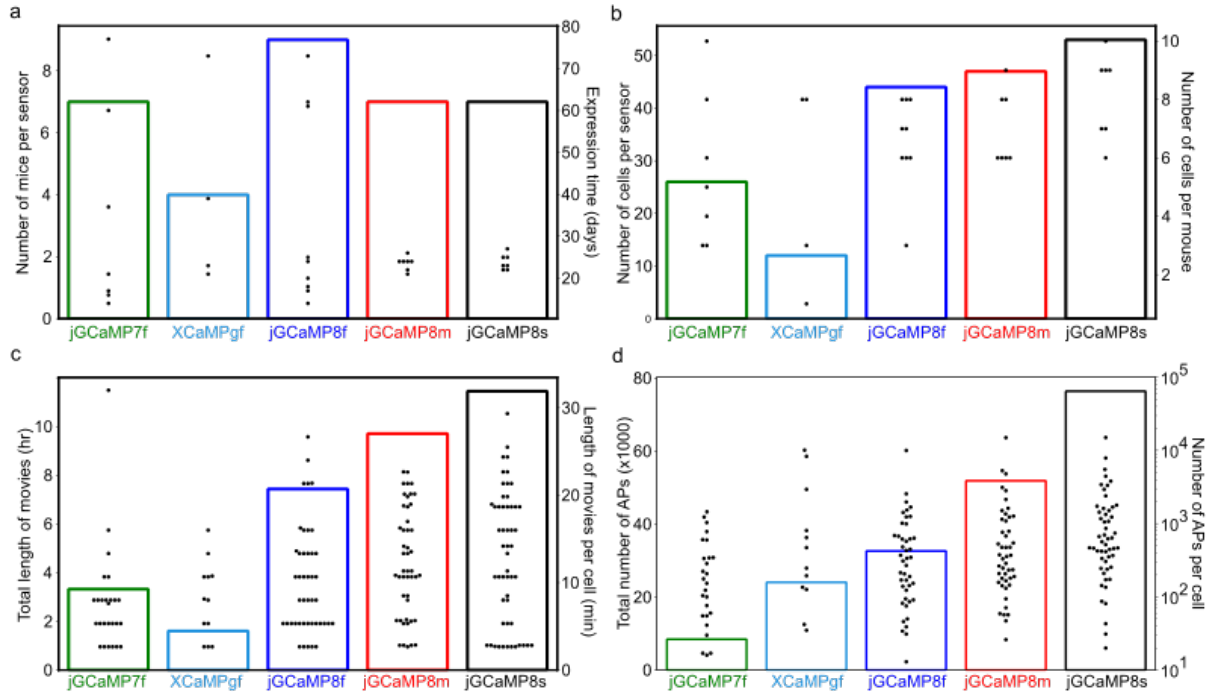 a
Number of mice per sensor
8
6
4
2
0
80
70
60
50
40
30
20
Expression time (days)
jGCaMP7f XCaMPgf jGCaMP8f jGCaMP8m jGCaMP8s
b
Number of cells per sensor
50
40
30
20
10
0
10
8
6
4
2
Number of cells per mouse
jGCaMP7f XCaMPgf jGCaMP8f jGCaMP8m jGCaMP8s
c
Total length of movies (hr)
10
8
6
4
2
0
30
20
10
0
Length of movies per cell (min)
jGCaMP7f XCaMPgf jGCaMP8f jGCaMP8m jGCaMP8s
d
Total number of APs (x1000)
80
60
40
20
0
10^5
10^4
10^3
10^2
10^1
Number of APs per cell
jGCaMP7f XCaMPgf jGCaMP8f jGCaMP8m jGCaMP8s